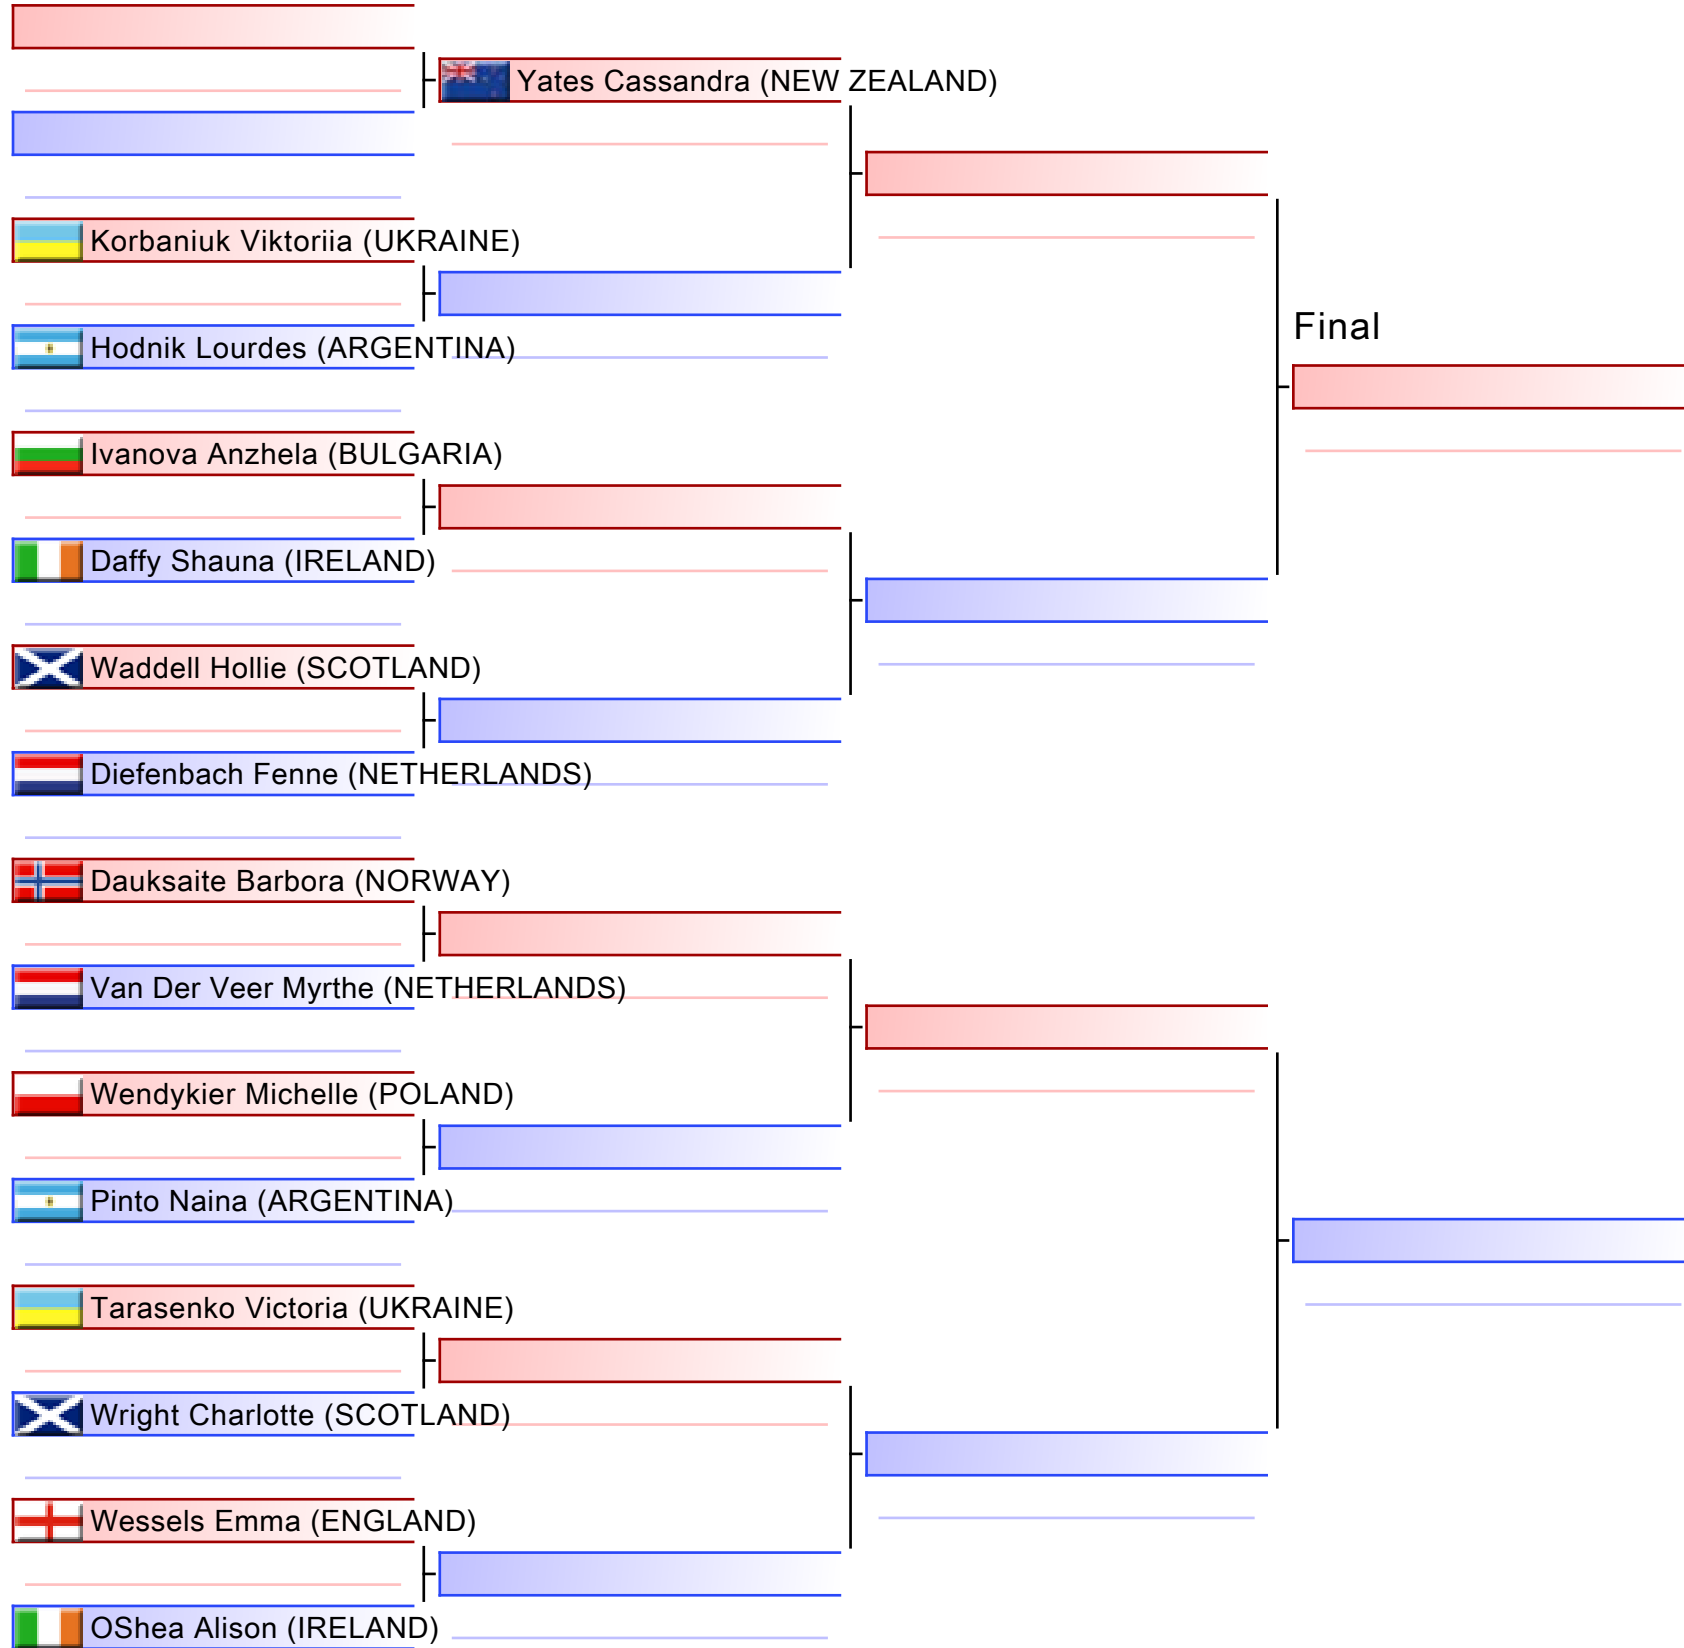 Yates Cassandra (NEW ZEALAND)
Korbaniuk Viktoriia (UKRAINE)
Hodnik Lourdes (ARGENTINA)
Final
Ivanova Anzhela (BULGARIA)
Daffy Shauna (IRELAND)
Waddell Hollie (SCOTLAND)
Diefenbach Fenne (NETHERLANDS)
Dauksaite Barbora (NORWAY)
Van Der Veer Myrthe (NETHERLANDS)
Wendykier Michelle (POLAND)
Pinto Naina (ARGENTINA)
Tarasenko Victoria (UKRAINE)
Wright Charlotte (SCOTLAND)
Wessels Emma (ENGLAND)
OShea Alison (IRELAND)